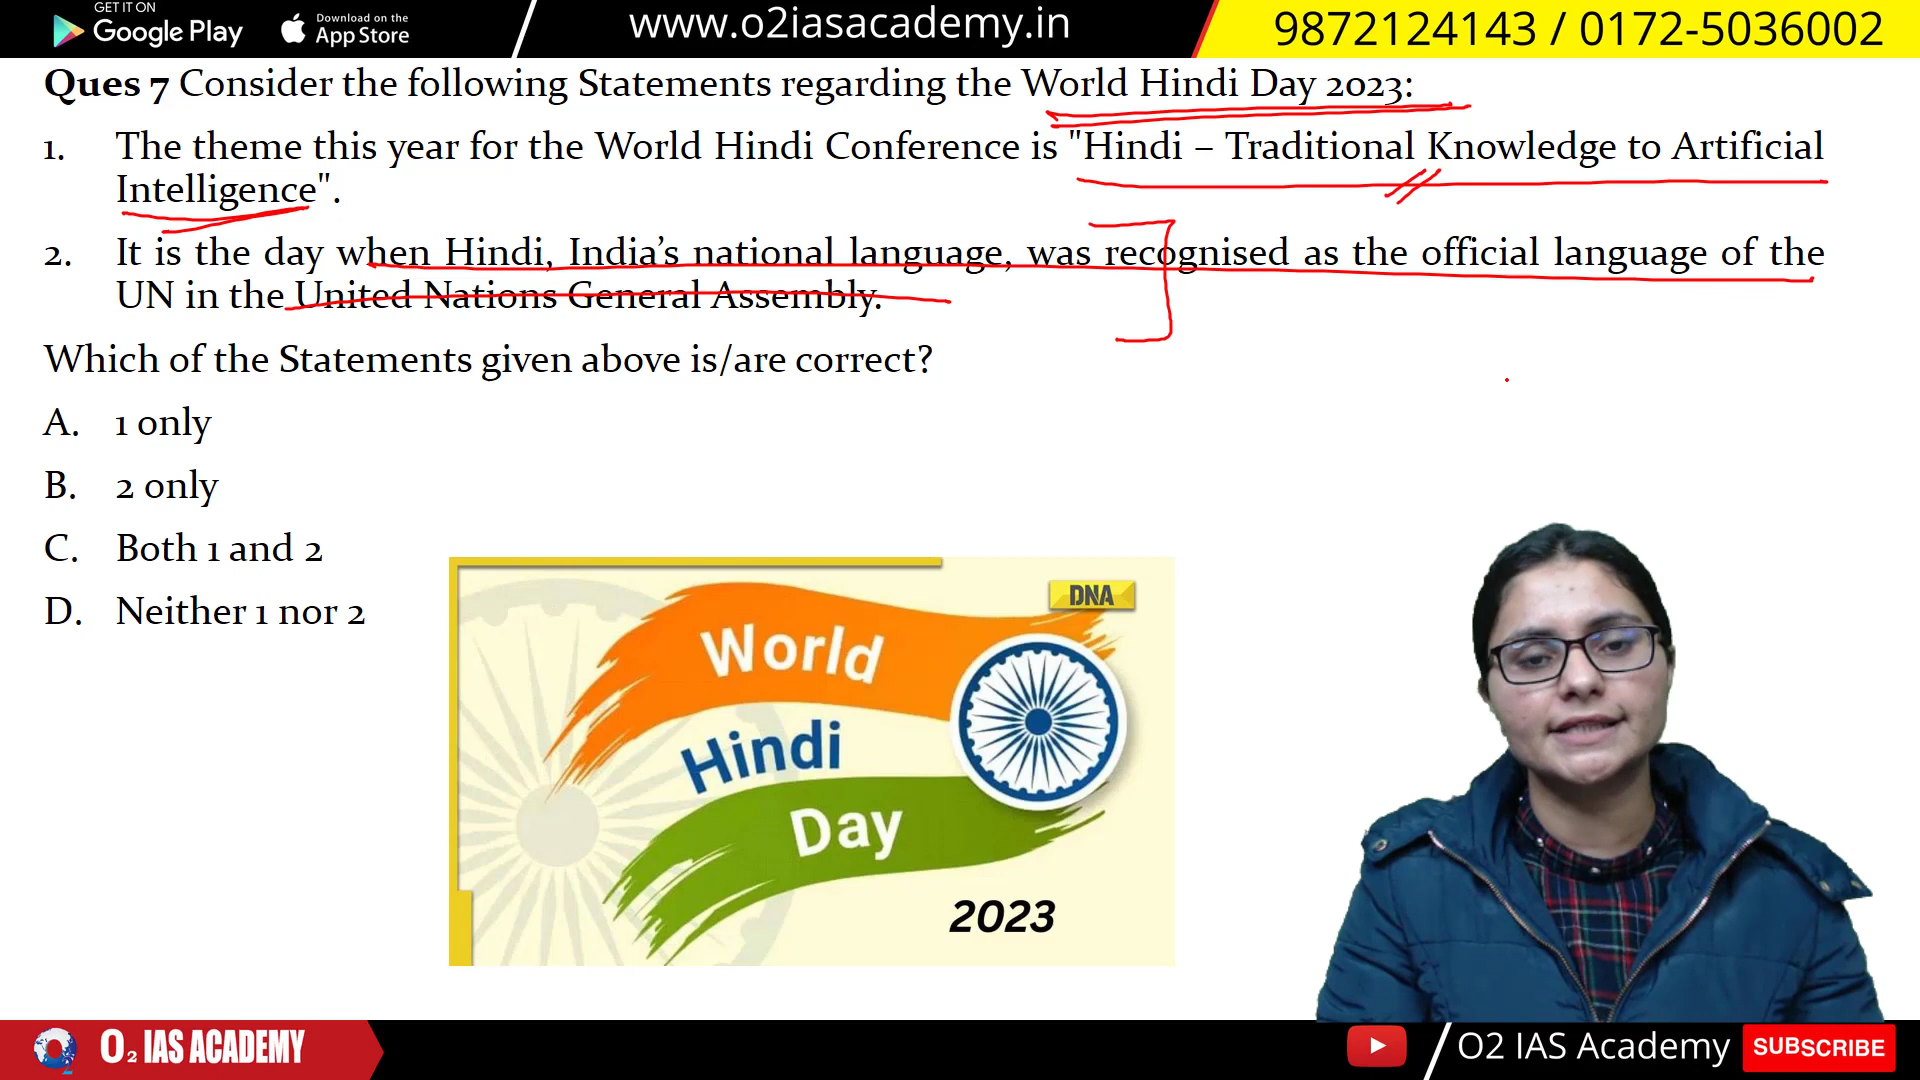 GET IT ON
Google Play
Download on the
App Store
www.o2iasacademy.in
9872124143 / 0172-5036002
Ques 7 Consider the following Statements regarding the World Hindi Day 2023:
1. The theme this year for the World Hindi Conference is "Hindi – Traditional Knowledge to Artificial
Intelligence".
2. It is the day when Hindi, India’s national language, was recognised as the official language of the
UN in the United Nations General Assembly.
Which of the Statements given above is/are correct?
A. 1 only
B. 2 only
C. Both 1 and 2
D. Neither 1 nor 2
DNA
World
Hindi
Day
2023
O2 IAS ACADEMY
O2 IAS Academy
SUBSCRIBE